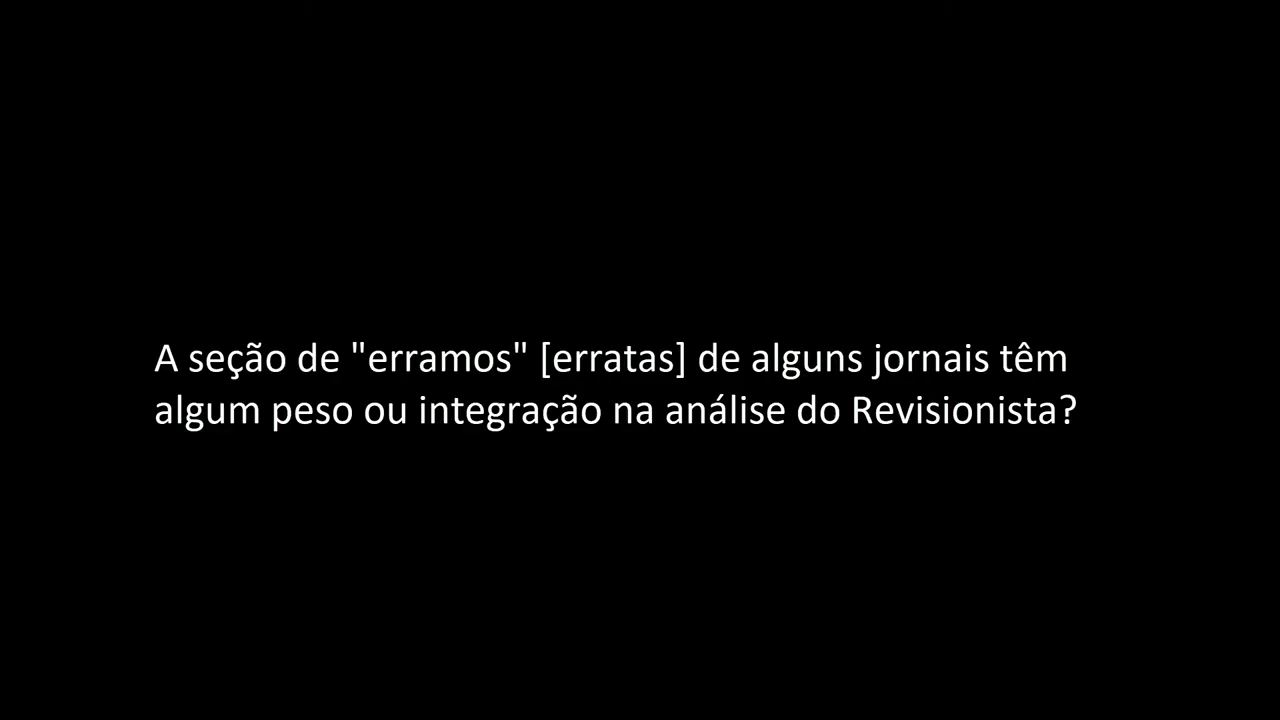 A seção de "erramos" [erratas] de alguns jornais têm
algum peso ou integração na análise do Revisionista?